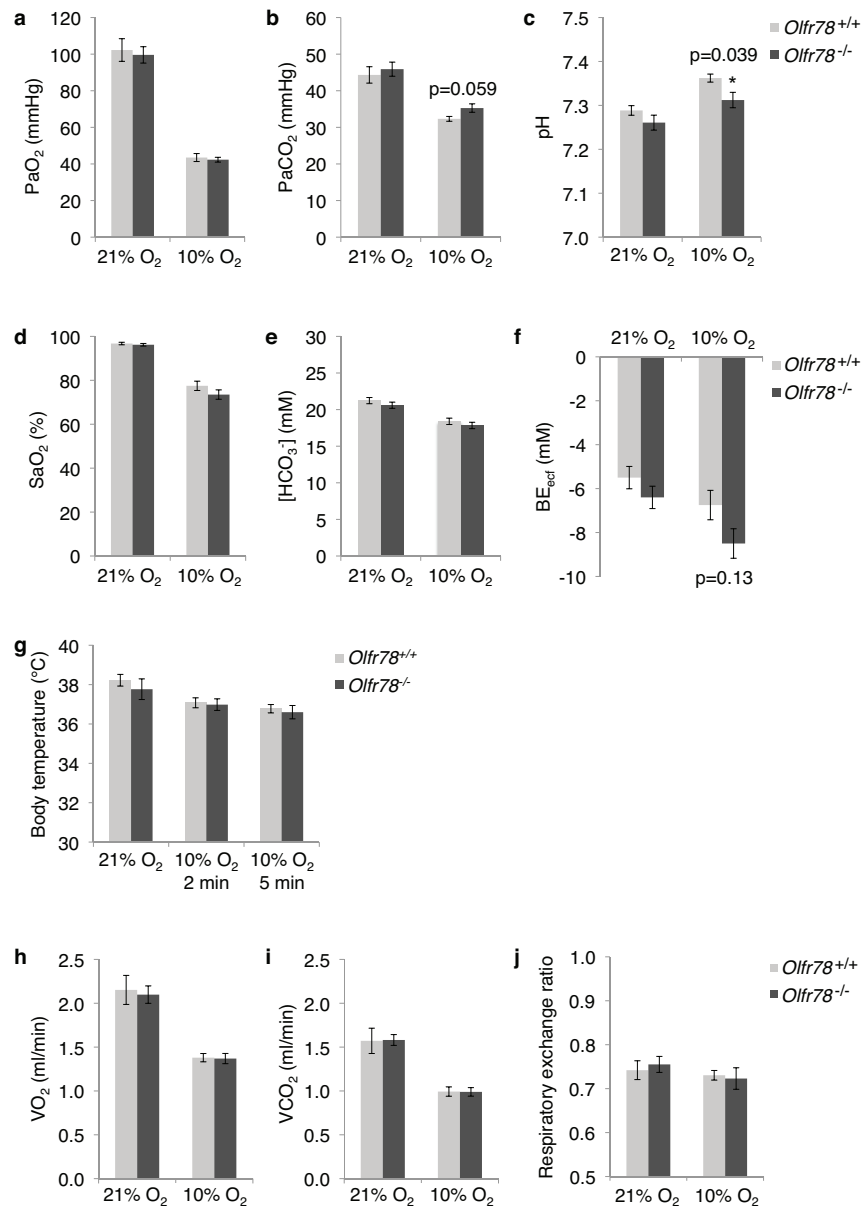 a
PaO2 (mmHg)
120
100
80
60
40
20
0
21% O2
10% O2
b
PaCO2 (mmHg)
60
50
40
30
20
10
0
p=0.059
21% O2
10% O2
c
pH
7.5
7.4
7.3
7.2
7.1
7.0
p=0.039
*
21% O2
10% O2
Olfr78+/+
Olfr78-/-
d
SaO2 (%)
100
80
60
40
20
0
21% O2
10% O2
e
[HCO3-] (mM)
30
25
20
15
10
5
0
21% O2
10% O2
f
BEecf (mM)
21% O2
10% O2
0
-2
-4
-6
-8
-10
p=0.13
Olfr78+/+
Olfr78-/-
g
Body temperature (°C)
40
38
36
34
32
30
21% O2
10% O2
2 min
10% O2
5 min
Olfr78+/+
Olfr78-/-
h
VO2 (ml/min)
2.5
2.0
1.5
1.0
0.5
0.0
21% O2
10% O2
i
VCO2 (ml/min)
2.5
2.0
1.5
1.0
0.5
0.0
21% O2
10% O2
j
Respiratory exchange ratio
1.0
0.9
0.8
0.7
0.6
0.5
21% O2
10% O2
Olfr78+/+
Olfr78-/-